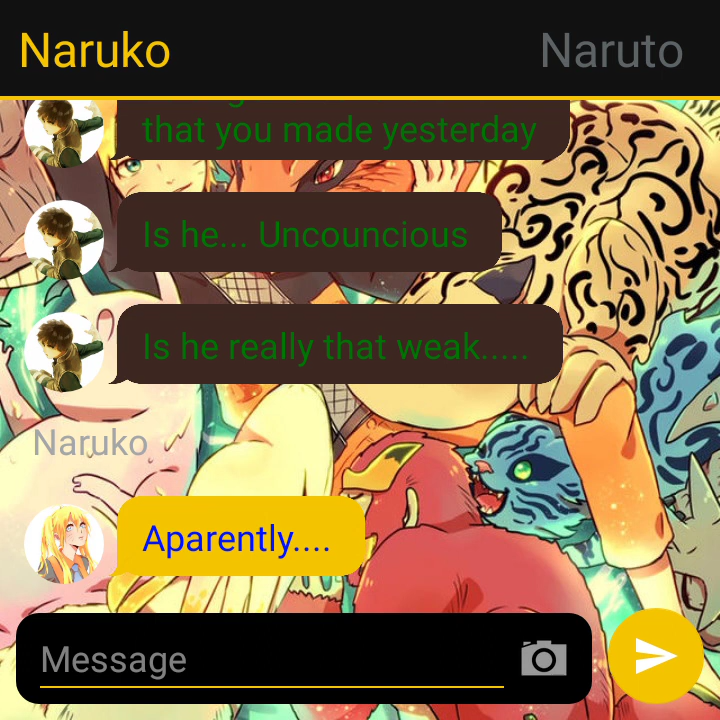 Naruko Naruto
that you made yesterday
Is he... Uncouncious
Is he really that weak.....
Naruko
Aparently....
Message